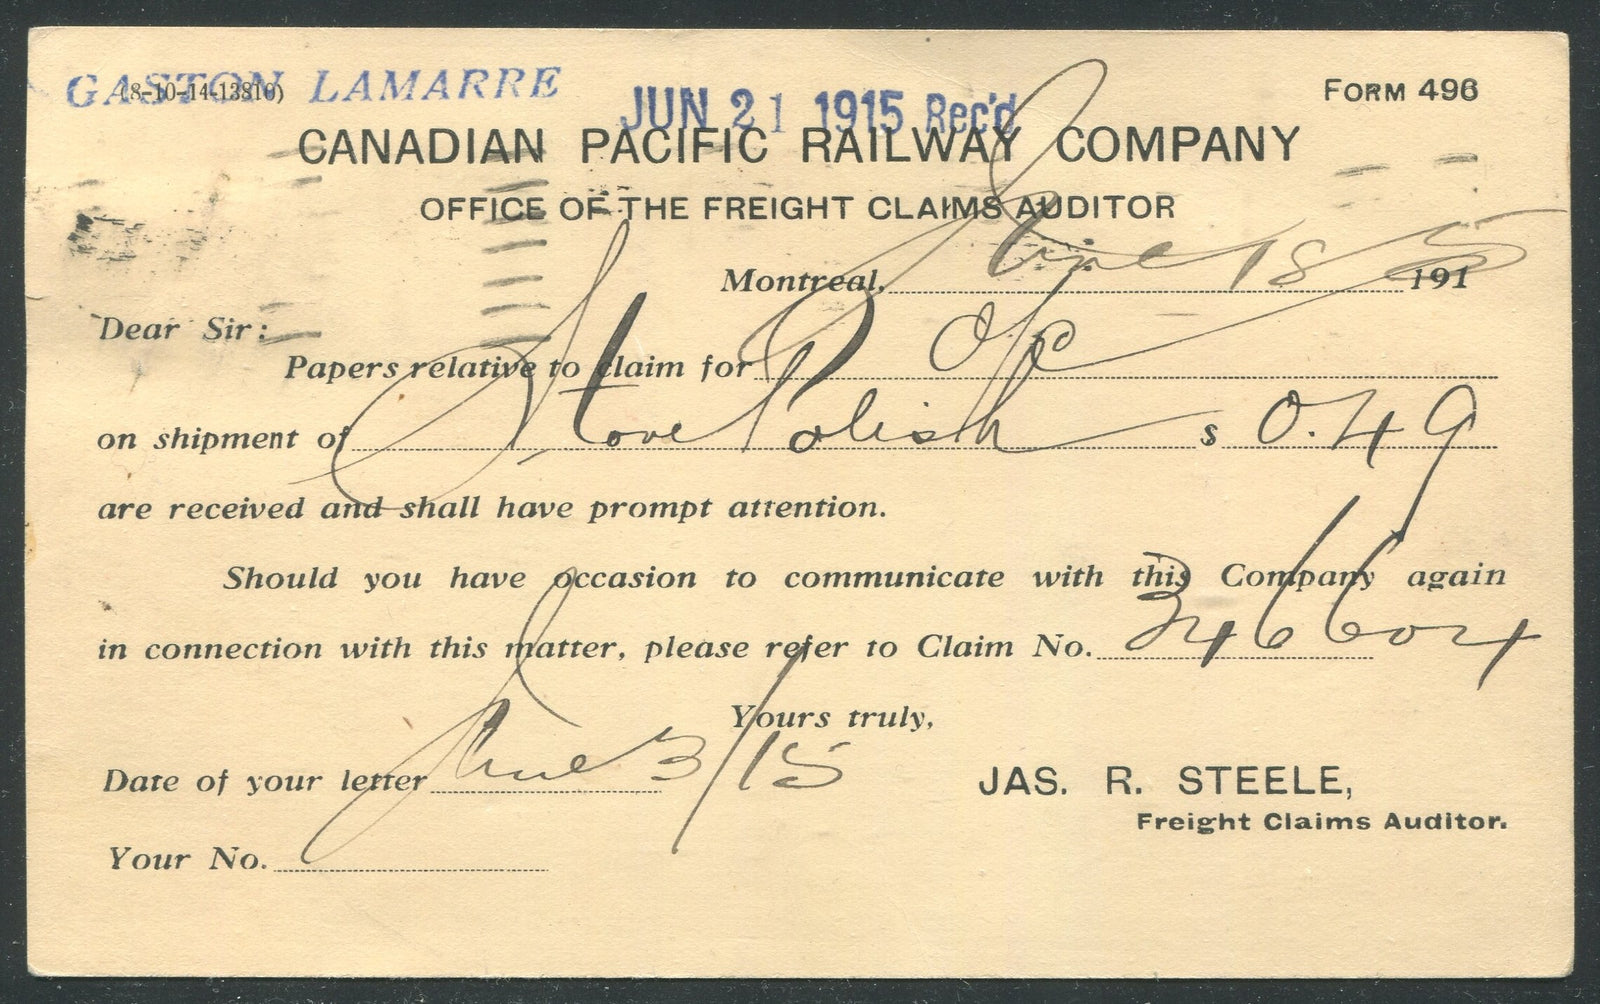 GASTON LAMARRE
(8-10-14-13810)
JUN 21 1915 Rec'd
FORM 496
CANADIAN PACIFIC RAILWAY COMPANY
OFFICE OF THE FREIGHT CLAIMS AUDITOR
Montreal, June 18 1915
Dear Sir:
Papers relative to claim for O/C
on shipment of Stove Polish $ 0.49
are received and shall have prompt attention.
Should you have occasion to communicate with this Company again
in connection with this matter, please refer to Claim No. 346604
Yours truly,
Date of your letter June 3/15
JAS. R. STEELE,
Freight Claims Auditor.
Your No.